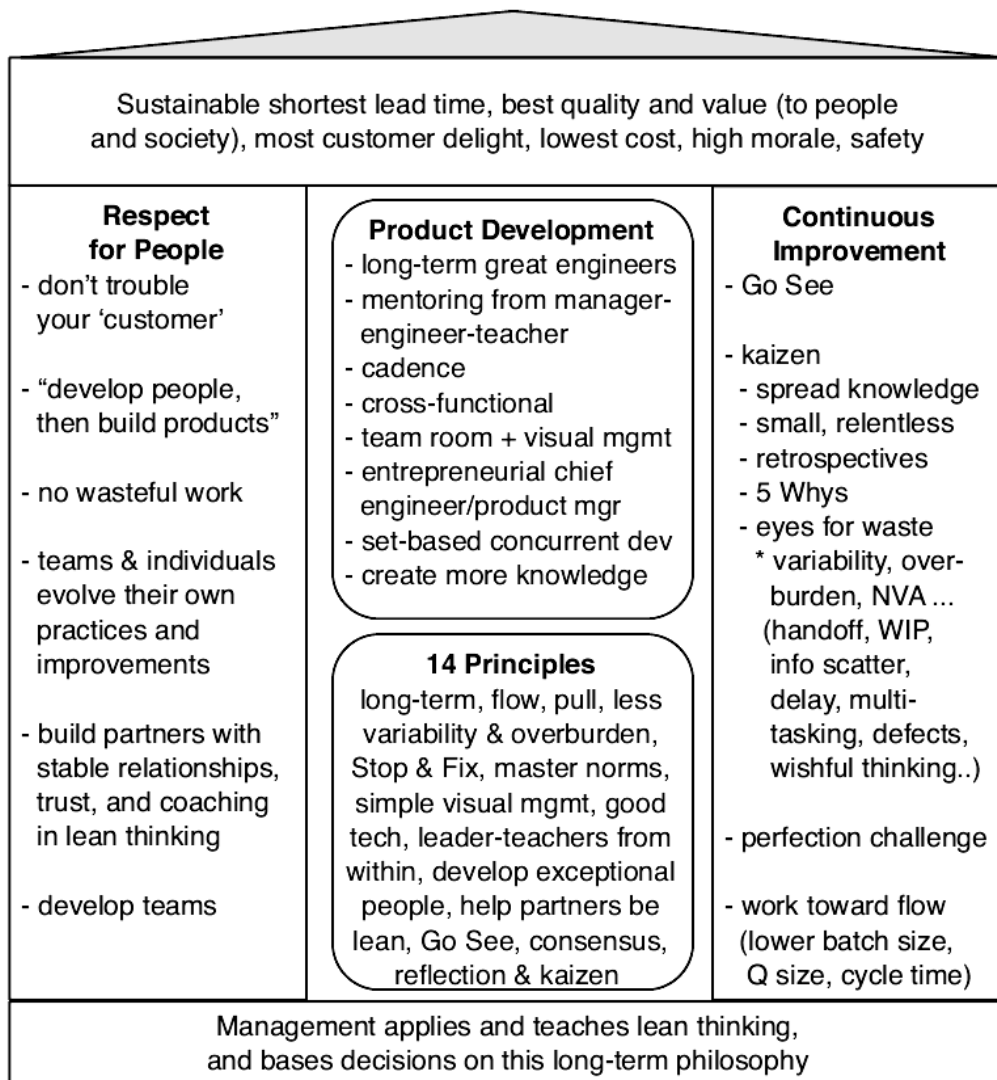 Sustainable shortest lead time, best quality and value (to people
and society), most customer delight, lowest cost, high morale, safety
Respect
for People
- don’t trouble
your ‘customer’
- “develop people,
then build products”
- no wasteful work
- teams & individuals
evolve their own
practices and
improvements
- build partners with
stable relationships,
trust, and coaching
in lean thinking
- develop teams
Product Development
- long-term great engineers
- mentoring from manager-
engineer-teacher
- cadence
- cross-functional
- team room + visual mgmt
- entrepreneurial chief
engineer/product mgr
- set-based concurrent dev
- create more knowledge
14 Principles
long-term, flow, pull, less
variability & overburden,
Stop & Fix, master norms,
simple visual mgmt, good
tech, leader-teachers from
within, develop exceptional
people, help partners be
lean, Go See, consensus,
reflection & kaizen
Continuous
Improvement
- Go See
- kaizen
- spread knowledge
- small, relentless
- retrospectives
- 5 Whys
- eyes for waste
* variability, over-
burden, NVA ...
(handoff, WIP,
info scatter,
delay, multi-
tasking, defects,
wishful thinking..)
- perfection challenge
- work toward flow
(lower batch size,
Q size, cycle time)
Management applies and teaches lean thinking,
and bases decisions on this long-term philosophy